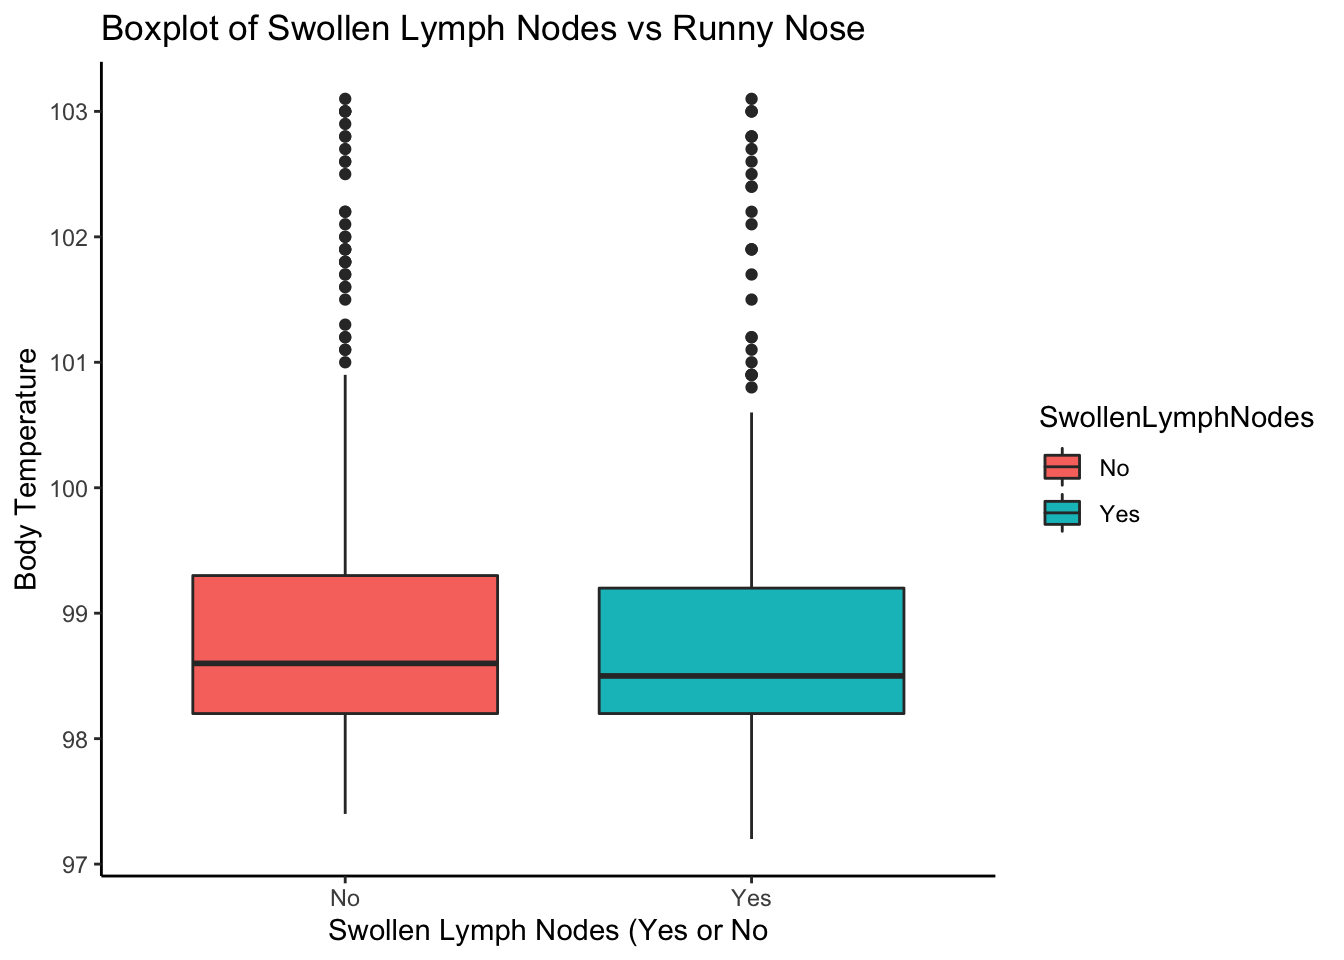 Boxplot of Swollen Lymph Nodes vs Runny Nose
103
102
101
100
99
98
97
Body Temperature
No
Yes
Swollen Lymph Nodes (Yes or No
SwollenLymphNodes
No
Yes